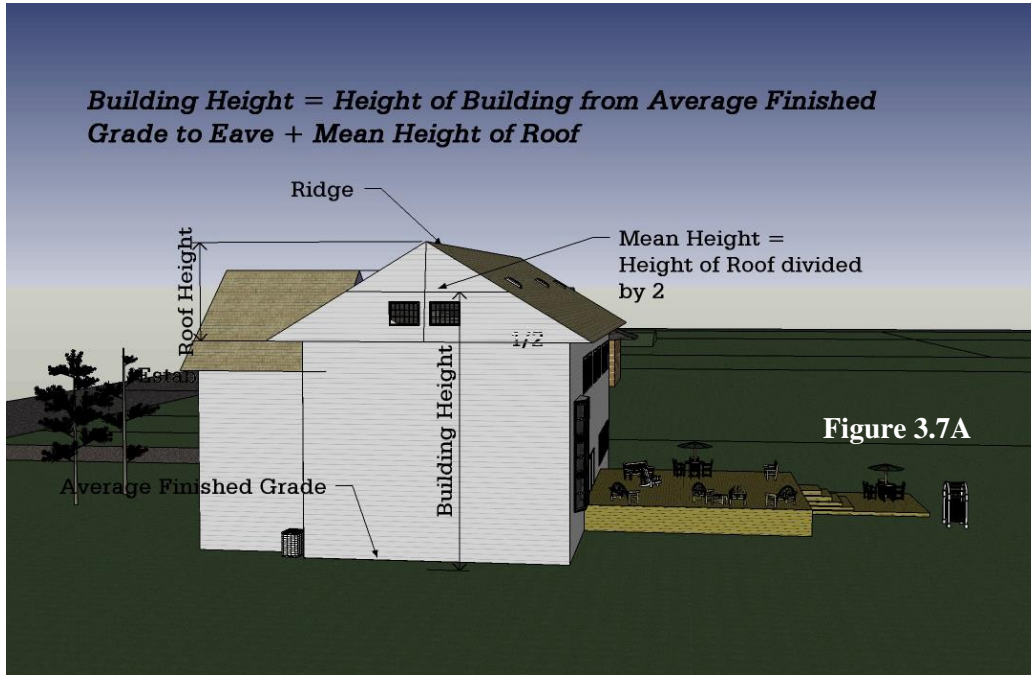 Building Height = Height of Building from Average Finished
Grade to Eave + Mean Height of Roof
Ridge
Mean Height =
Height of Roof divided
by 2
Roof Height
1/2
Estab
Building Height
Figure 3.7A
Average Finished Grade